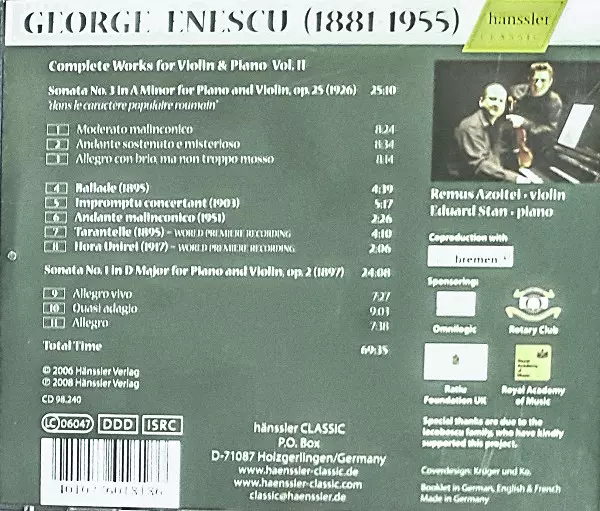 GEORGE ENESCU (1881-1955)
hänssler
CLASSIC
Complete Works for Violin & Piano Vol. II
Sonata No. 3 in A Minor for Piano and Violin, op. 25 (1926) 25:10
"dans le caractère populaire roumain"
1 Moderato malinconico 8:24
2 Andante sostenuto e misterioso 8:34
3 Allegro con brio, ma non troppo mosso 8:14
4 Ballade (1895) 4:19
5 Impromptu concertant (1903) 5:17
6 Andante malinconico (1951) 2:26
7 Tarantelle (1895) – WORLD PREMIERE RECORDING 4:10
8 Hora Unirei (1917) – WORLD PREMIERE RECORDING 2:06
Sonata No. 1 in D Major for Piano and Violin, op. 2 (1897) 24:08
9 Allegro vivo 7:27
10 Quasi adagio 9:03
11 Allegro 7:38
Total Time 69:35
© 2006 Hänssler Verlag
℗ 2008 Hänssler Verlag
CD 98.240
LC 06047 DDD ISRC
hänssler CLASSIC
P.O. Box
D-71087 Holzgerlingen/Germany
www.haenssler-classic.de
www.haenssler-classic.com
classic@haenssler.de
Remus Azoitei · violin
Eduard Stan · piano
Coproduction with
bremen
Sponsoring:
Omnilogic
Rotary Club
Ratiu
Foundation UK
Royal Academy
of Music
Special thanks are due to the
Iacobescu family, who have kindly
supported this project.
Coverdesign: Krüger und Ko.
Booklet in German, English & French
Made in Germany